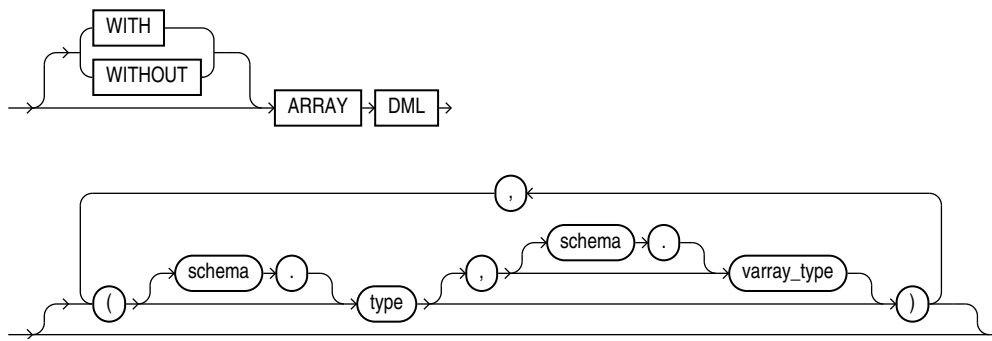 WITH
WITHOUT
ARRAY DML
,
schema .
schema .
( type , varray_type )